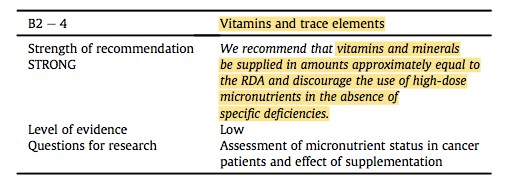 B2 – 4 Vitamins and trace elements
Strength of recommendation We recommend that vitamins and minerals
STRONG be supplied in amounts approximately equal to
the RDA and discourage the use of high-dose
micronutrients in the absence of
specific deficiencies.
Level of evidence Low
Questions for research Assessment of micronutrient status in cancer
patients and effect of supplementation